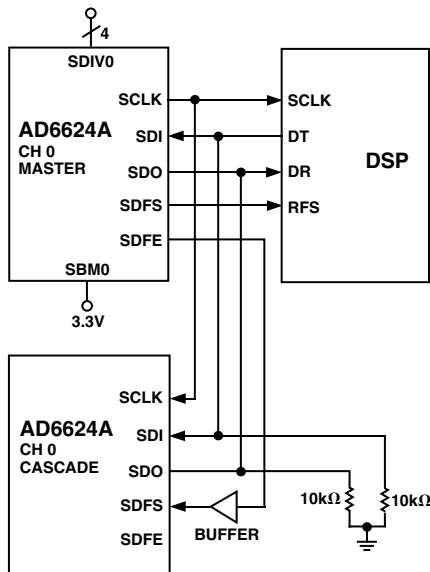 4
SDIV0
SCLK
SDI
SDO
SDFS
SDFE
AD6624A
CH 0
MASTER
SBM0
3.3V
SCLK
DT
DR
RFS
DSP
AD6624A
CH 0
CASCADE
SCLK
SDI
SDO
SDFS
SDFE
BUFFER
10kΩ
10kΩ